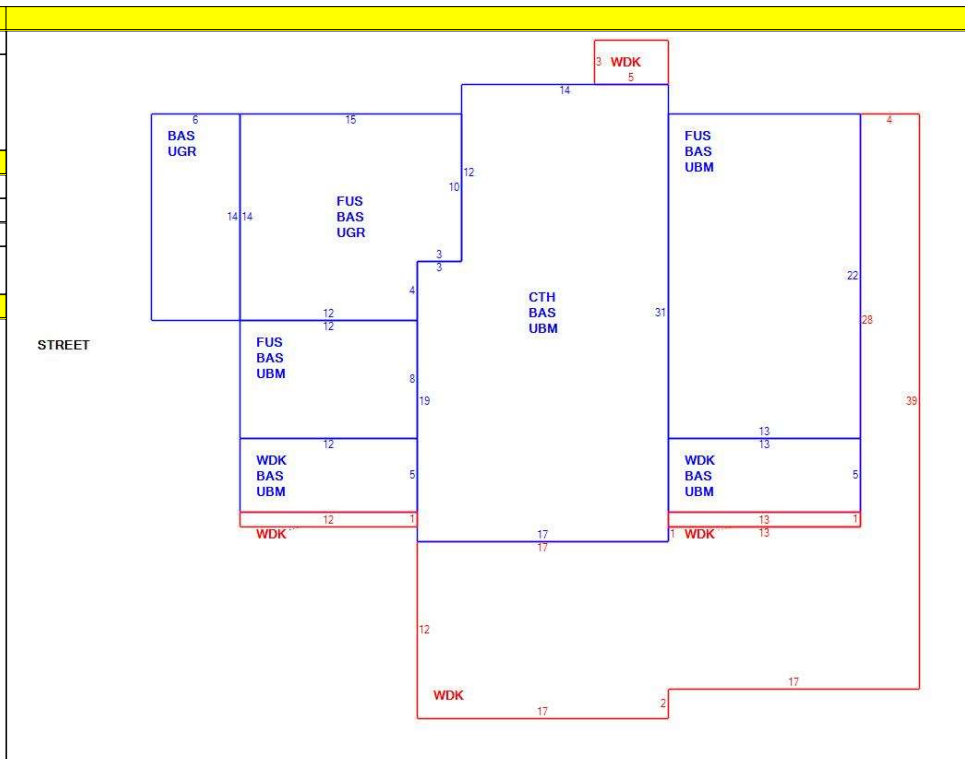 3 WDK
5
14
6
15
4
BAS
UGR
FUS
BAS
UBM
12
10
FUS
BAS
UGR
14 14
3
3
22
4
CTH
BAS
UBM
31
28
12
12
STREET
FUS
BAS
UBM
8
19
39
12
13
13
WDK
BAS
UBM
5
WDK
BAS
UBM
5
12
1
13
1
WDK
17
1
WDK
13
17
12
17
WDK
2
17